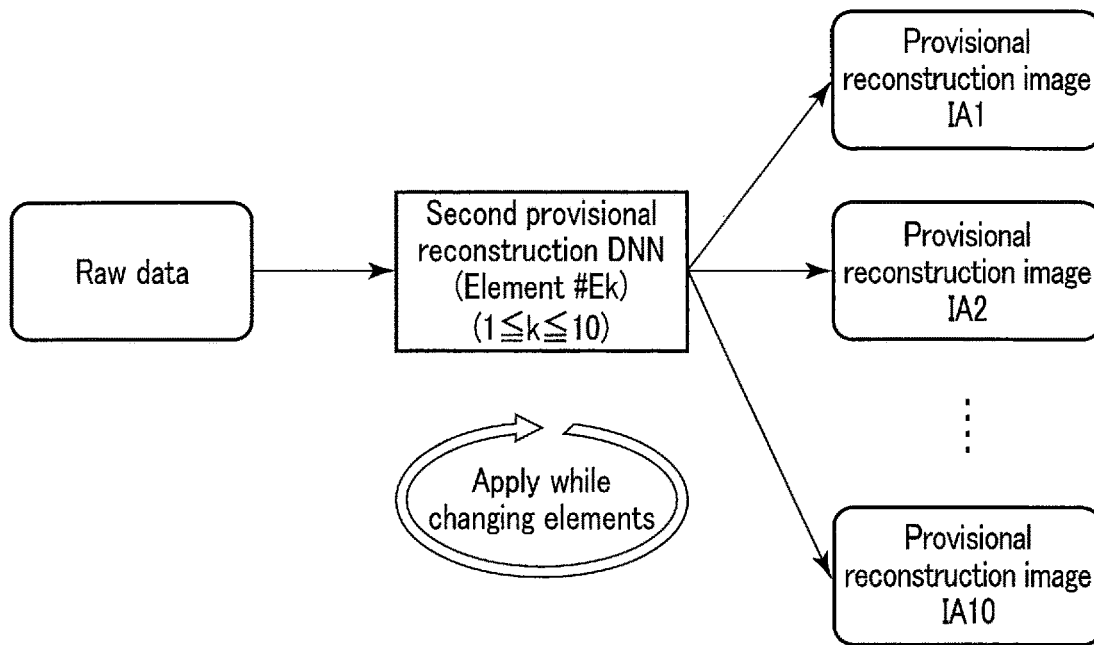 Raw data
Second provisional
reconstruction DNN
(Element #Ek)
(1≦k≦10)
Apply while
changing elements
Provisional
reconstruction image
IA1
Provisional
reconstruction image
IA2
Provisional
reconstruction image
IA10